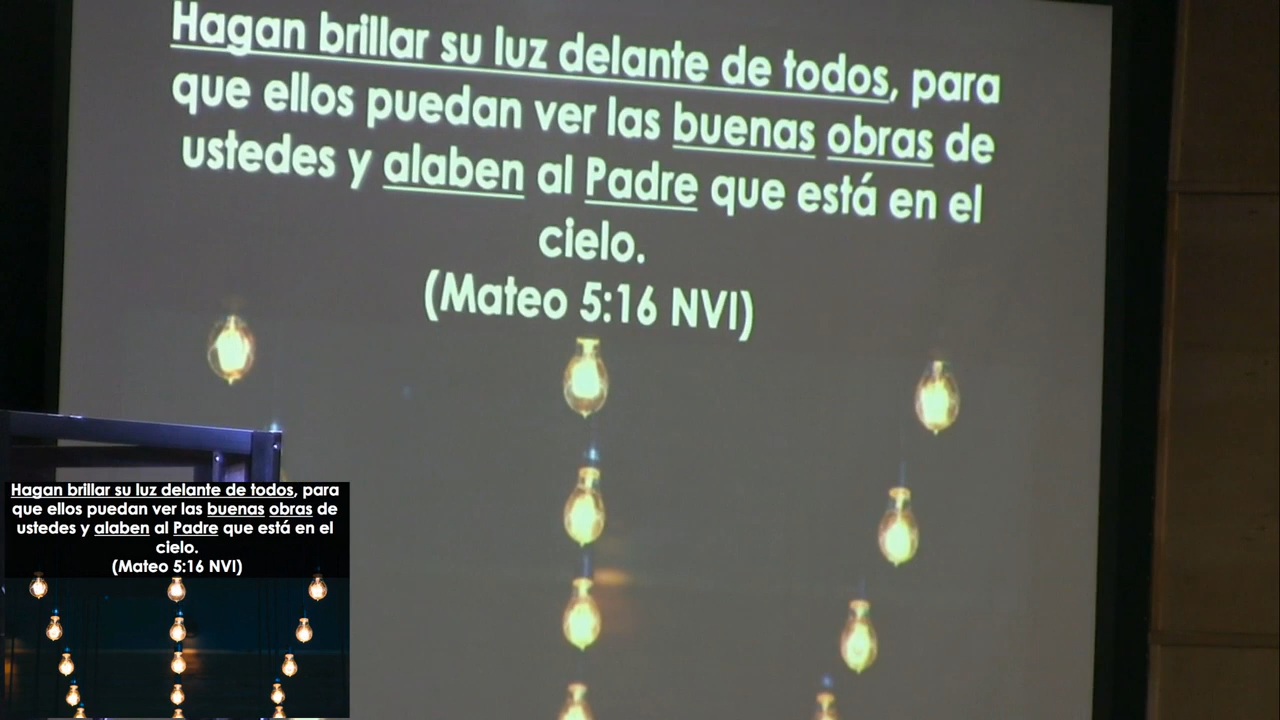 Hagan brillar su luz delante de todos, para
que ellos puedan ver las buenas obras de
ustedes y alaben al Padre que está en el
cielo.
(Mateo 5:16 NVI)
Hagan brillar su luz delante de todos, para
que ellos puedan ver las buenas obras de
ustedes y alaben al Padre que está en el
cielo.
(Mateo 5:16 NVI)